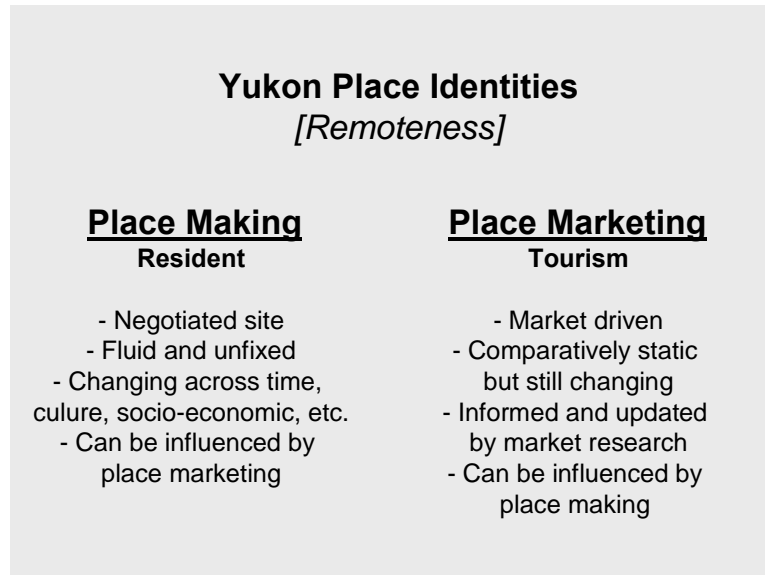 Yukon Place Identities
[Remoteness]
Place Making
Resident
- Negotiated site
- Fluid and unfixed
- Changing across time,
culure, socio-economic, etc.
- Can be influenced by
place marketing
Place Marketing
Tourism
- Market driven
- Comparatively static
but still changing
- Informed and updated
by market research
- Can be influenced by
place making